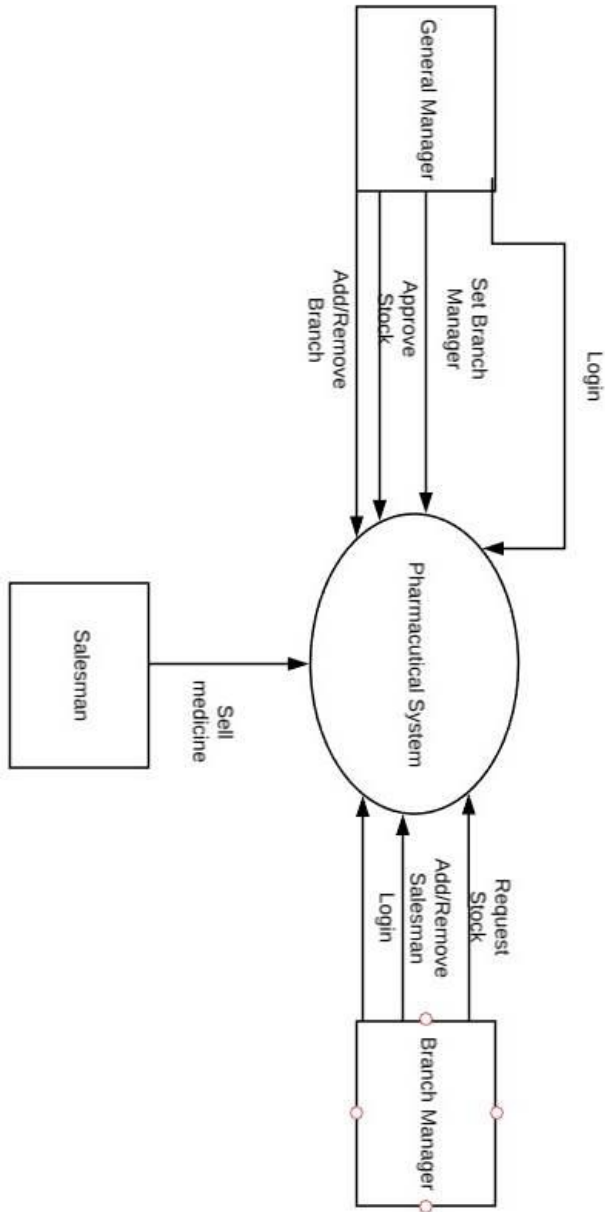 General Manager
Login
Set Branch
Manager
Approve
Stock
Add/Remove
Branch
Pharmacutical System
Request
Stock
Add/Remove
Salesman
Login
Branch Manager
Sell
medicine
Salesman